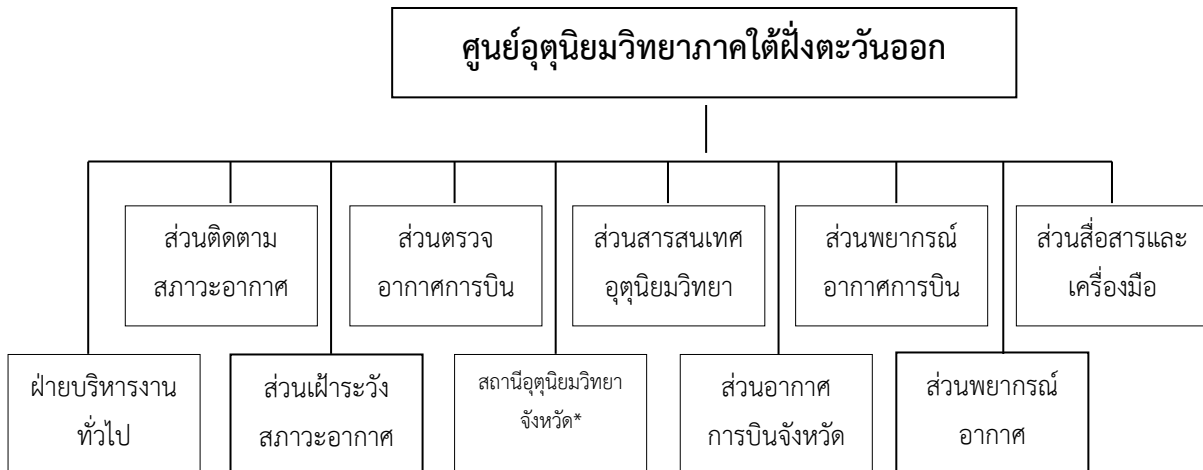 ศูนย์อุตุนิยมวิทยาภาคใต้ฝั่งตะวันออก
ส่วนติดตาม
สภาวะอากาศ
ส่วนตรวจ
อากาศการบิน
ส่วนสารสนเทศ
อุตุนิยมวิทยา
ส่วนพยากรณ์
อากาศการบิน
ส่วนสื่อสารและ
เครื่องมือ
ฝ่ายบริหารงาน
ทั่วไป
ส่วนเฝ้าระวัง
สภาวะอากาศ
สถานีอุตุนิยมวิทยา
จังหวัด*
ส่วนอากาศ
การบินจังหวัด
ส่วนพยากรณ์
อากาศ